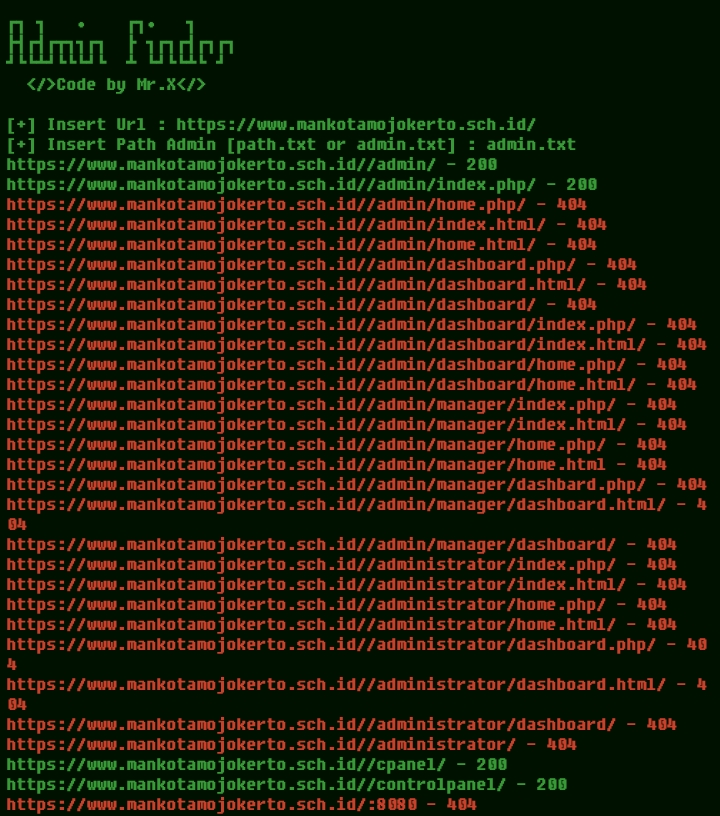 Admin Finder
</>Code by Mr.X</>
[+] Insert Url : https://www.mankotamojokerto.sch.id/
[+] Insert Path Admin [path.txt or admin.txt] : admin.txt
https://www.mankotamojokerto.sch.id//admin/ - 200
https://www.mankotamojokerto.sch.id//admin/index.php/ - 200
https://www.mankotamojokerto.sch.id//admin/home.php/ - 404
https://www.mankotamojokerto.sch.id//admin/index.html/ - 404
https://www.mankotamojokerto.sch.id//admin/home.html/ - 404
https://www.mankotamojokerto.sch.id//admin/dashboard.php/ - 404
https://www.mankotamojokerto.sch.id//admin/dashboard.html/ - 404
https://www.mankotamojokerto.sch.id//admin/dashboard/ - 404
https://www.mankotamojokerto.sch.id//admin/dashboard/index.php/ - 404
https://www.mankotamojokerto.sch.id//admin/dashboard/index.html/ - 404
https://www.mankotamojokerto.sch.id//admin/dashboard/home.php/ - 404
https://www.mankotamojokerto.sch.id//admin/dashboard/home.html/ - 404
https://www.mankotamojokerto.sch.id//admin/manager/index.php/ - 404
https://www.mankotamojokerto.sch.id//admin/manager/index.html/ - 404
https://www.mankotamojokerto.sch.id//admin/manager/home.php/ - 404
https://www.mankotamojokerto.sch.id//admin/manager/home.html - 404
https://www.mankotamojokerto.sch.id//admin/manager/dashbard.php/ - 404
https://www.mankotamojokerto.sch.id//admin/manager/dashboard.html/ - 4
04
https://www.mankotamojokerto.sch.id//admin/manager/dashboard/ - 404
https://www.mankotamojokerto.sch.id//administrator/index.php/ - 404
https://www.mankotamojokerto.sch.id//administrator/index.html/ - 404
https://www.mankotamojokerto.sch.id//administrator/home.php/ - 404
https://www.mankotamojokerto.sch.id//administrator/home.html/ - 404
https://www.mankotamojokerto.sch.id//administrator/dashboard.php/ - 40
4
https://www.mankotamojokerto.sch.id//administrator/dashboard.html/ - 4
04
https://www.mankotamojokerto.sch.id//administrator/dashboard/ - 404
https://www.mankotamojokerto.sch.id//administrator/ - 404
https://www.mankotamojokerto.sch.id//cpanel/ - 200
https://www.mankotamojokerto.sch.id//controlpanel/ - 200
https://www.mankotamojokerto.sch.id/:8080 - 404